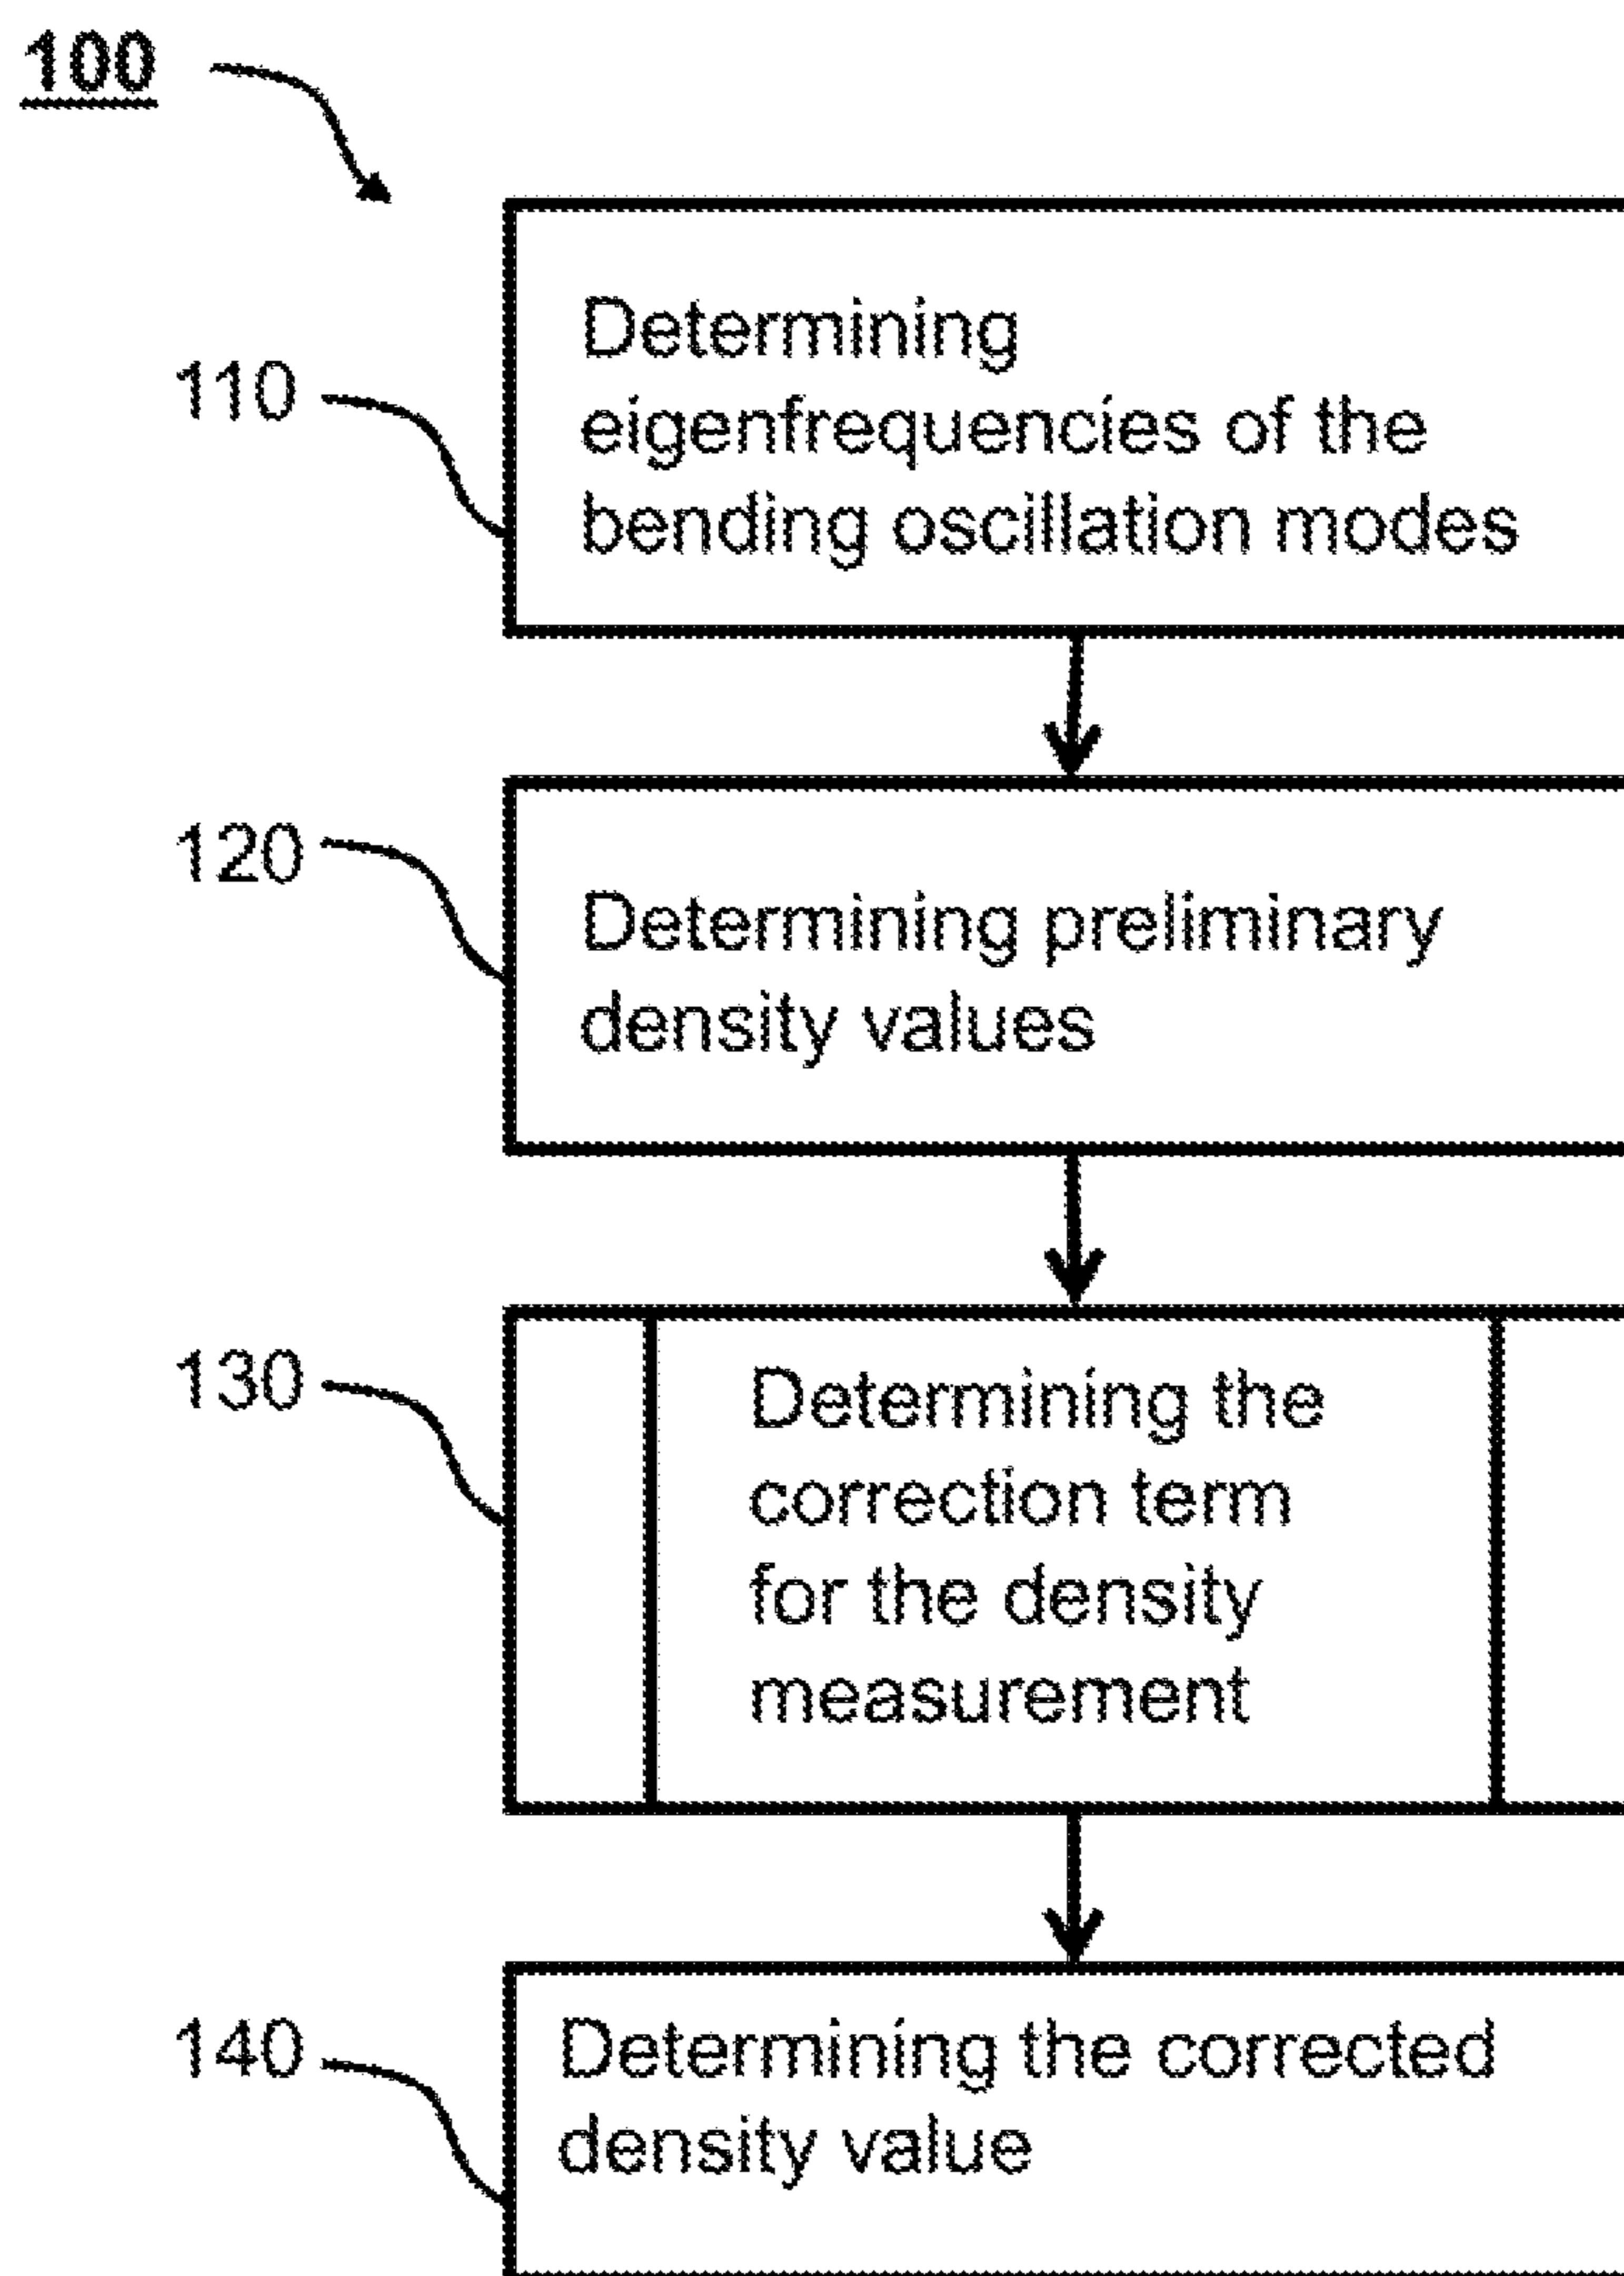 100
110
Determining
eigenfrequencies of the
bending oscillation modes
120
Determining preliminary
density values
130
Determining the
correction term
for the density
measurement
140
Determining the corrected
density value